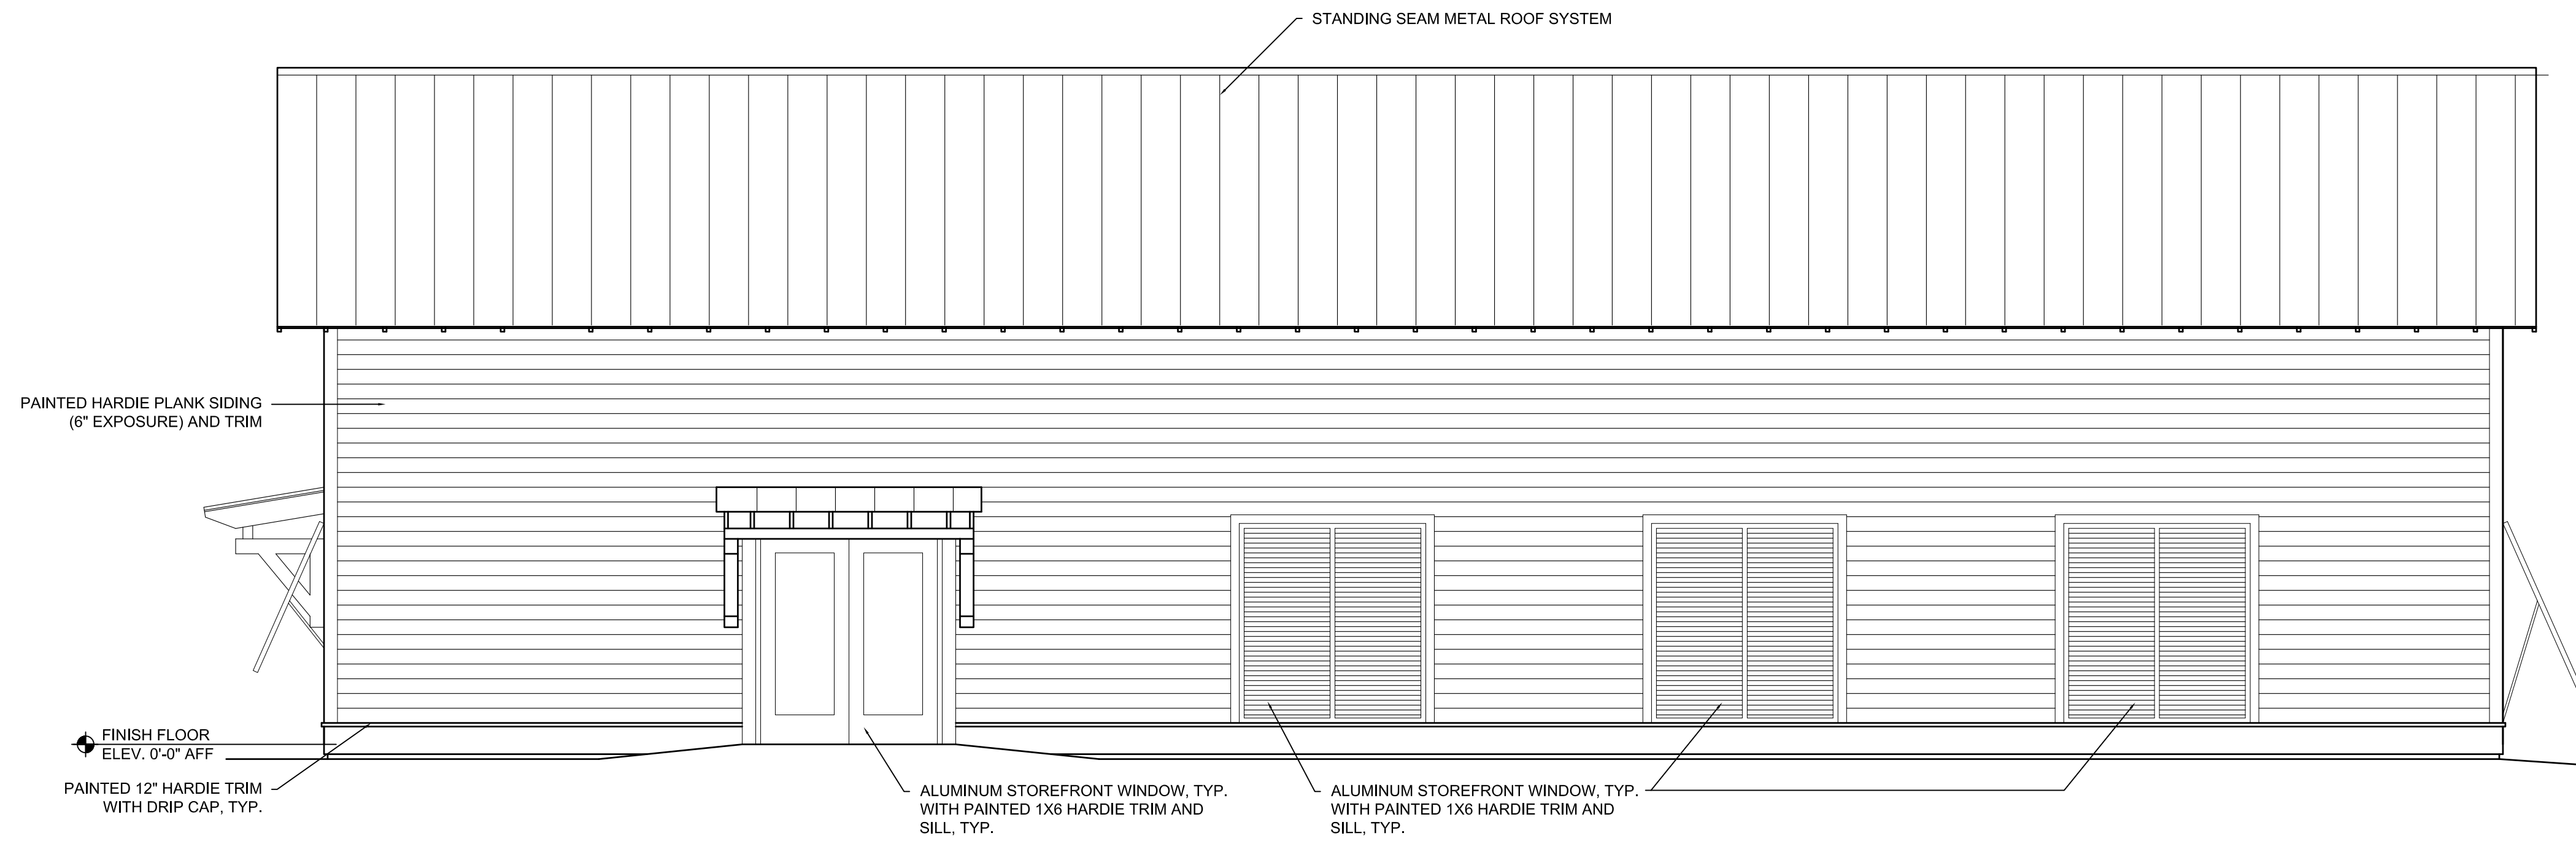 STANDING SEAM METAL ROOF SYSTEM
PAINTED HARDIE PLANK SIDING
(6" EXPOSURE) AND TRIM
FINISH FLOOR
ELEV. 0'-0" AFF
PAINTED 12" HARDIE TRIM
WITH DRIP CAP, TYP.
ALUMINUM STOREFRONT WINDOW, TYP.
WITH PAINTED 1X6 HARDIE TRIM AND
SILL, TYP.
ALUMINUM STOREFRONT WINDOW, TYP.
WITH PAINTED 1X6 HARDIE TRIM AND
SILL, TYP.